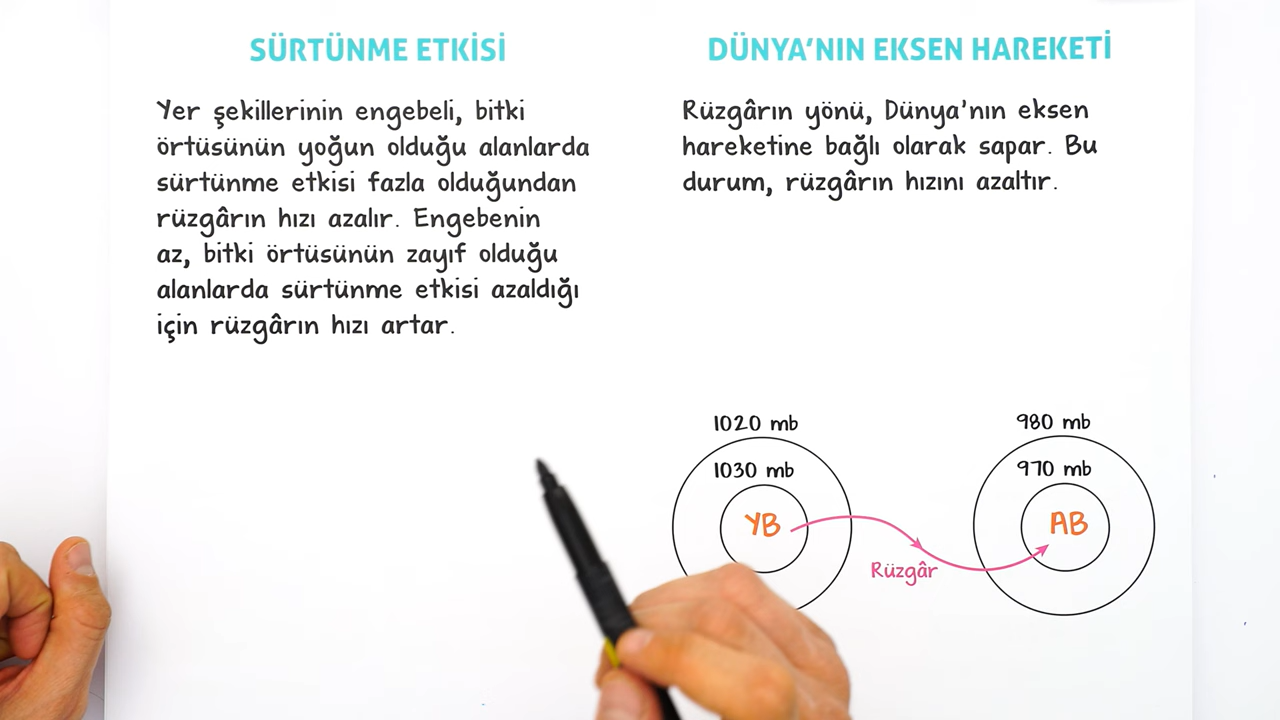 SÜRTÜNME ETKİSİ
Yer şekillerinin engebeli, bitki
örtüsünün yoğun olduğu alanlarda
sürtünme etkisi fazla olduğundan
rüzgârın hızı azalır. Engebenin
az, bitki örtüsünün zayıf olduğu
alanlarda sürtünme etkisi azaldığı
için rüzgârın hızı artar.
DÜNYA'NIN EKSEN HAREKETİ
Rüzgârın yönü, Dünya'nın eksen
hareketine bağlı olarak sapar. Bu
durum, rüzgârın hızını azaltır.
1020 mb
1030 mb
YB
Rüzgâr
980 mb
970 mb
AB